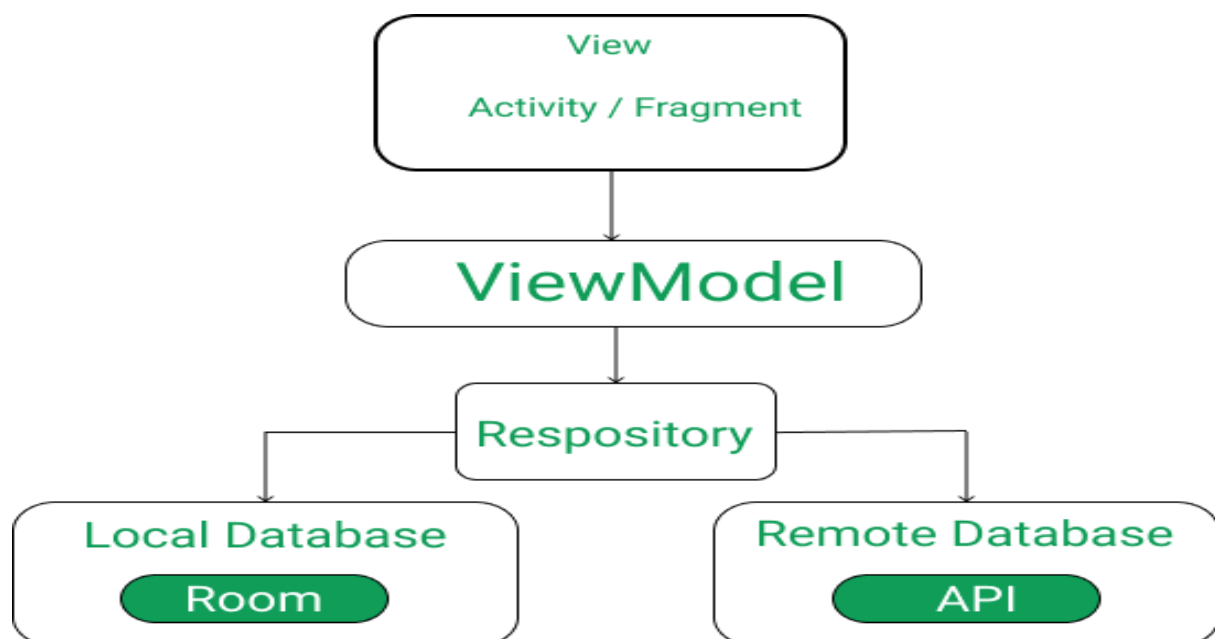 View
Activity / Fragment
ViewModel
Respository
Local Database
Remote Database
Room
API